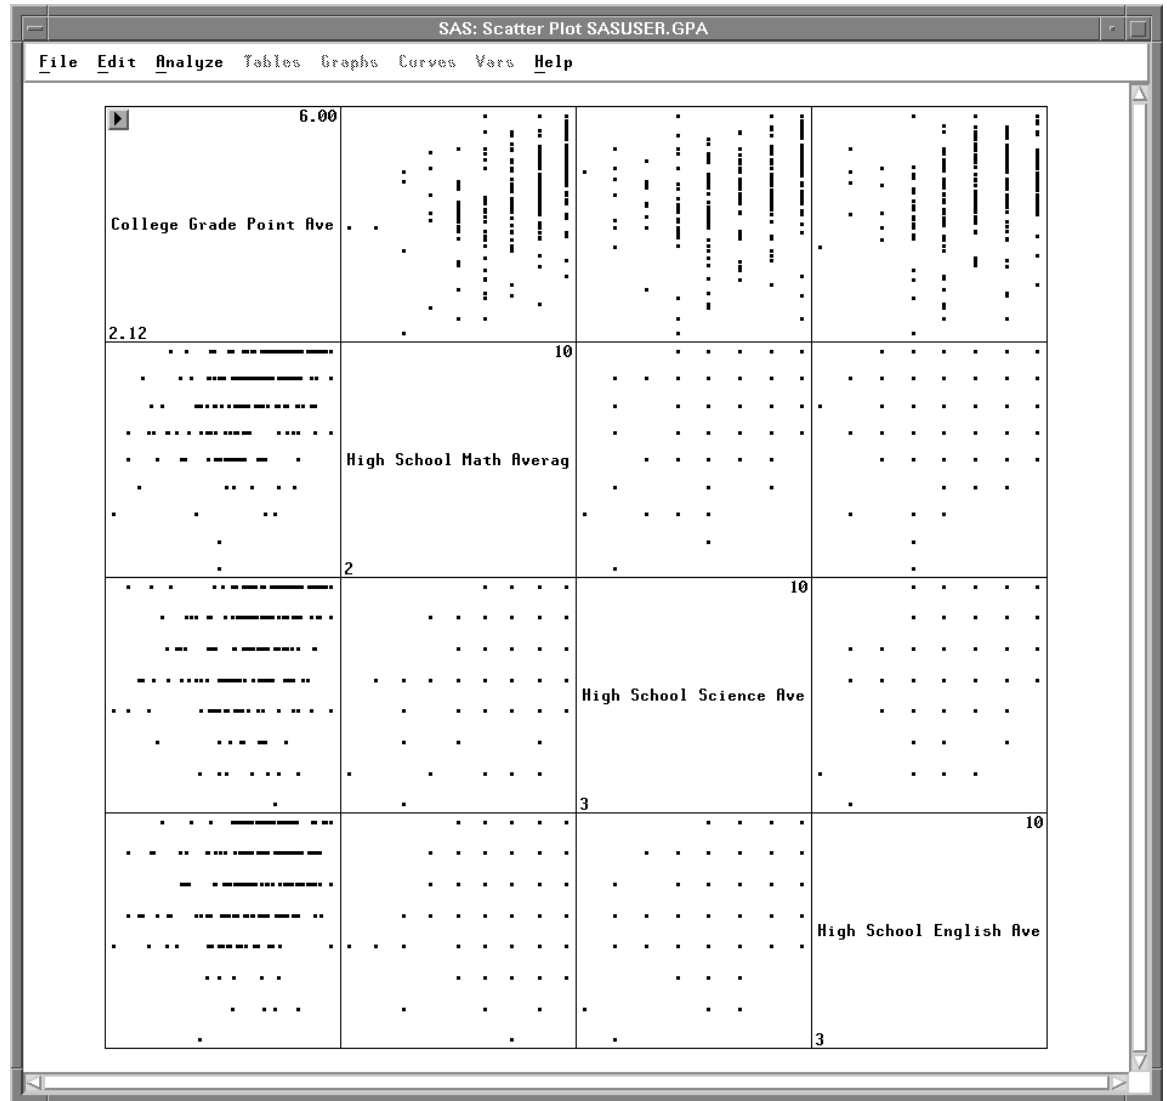 SAS: Scatter Plot SASUSER.GPA
File Edit Analyze Tables Graphs Curves Vars Help
6.00
College Grade Point Ave
2.12
10
High School Math Averag
2
10
High School Science Ave
3
10
High School English Ave
3